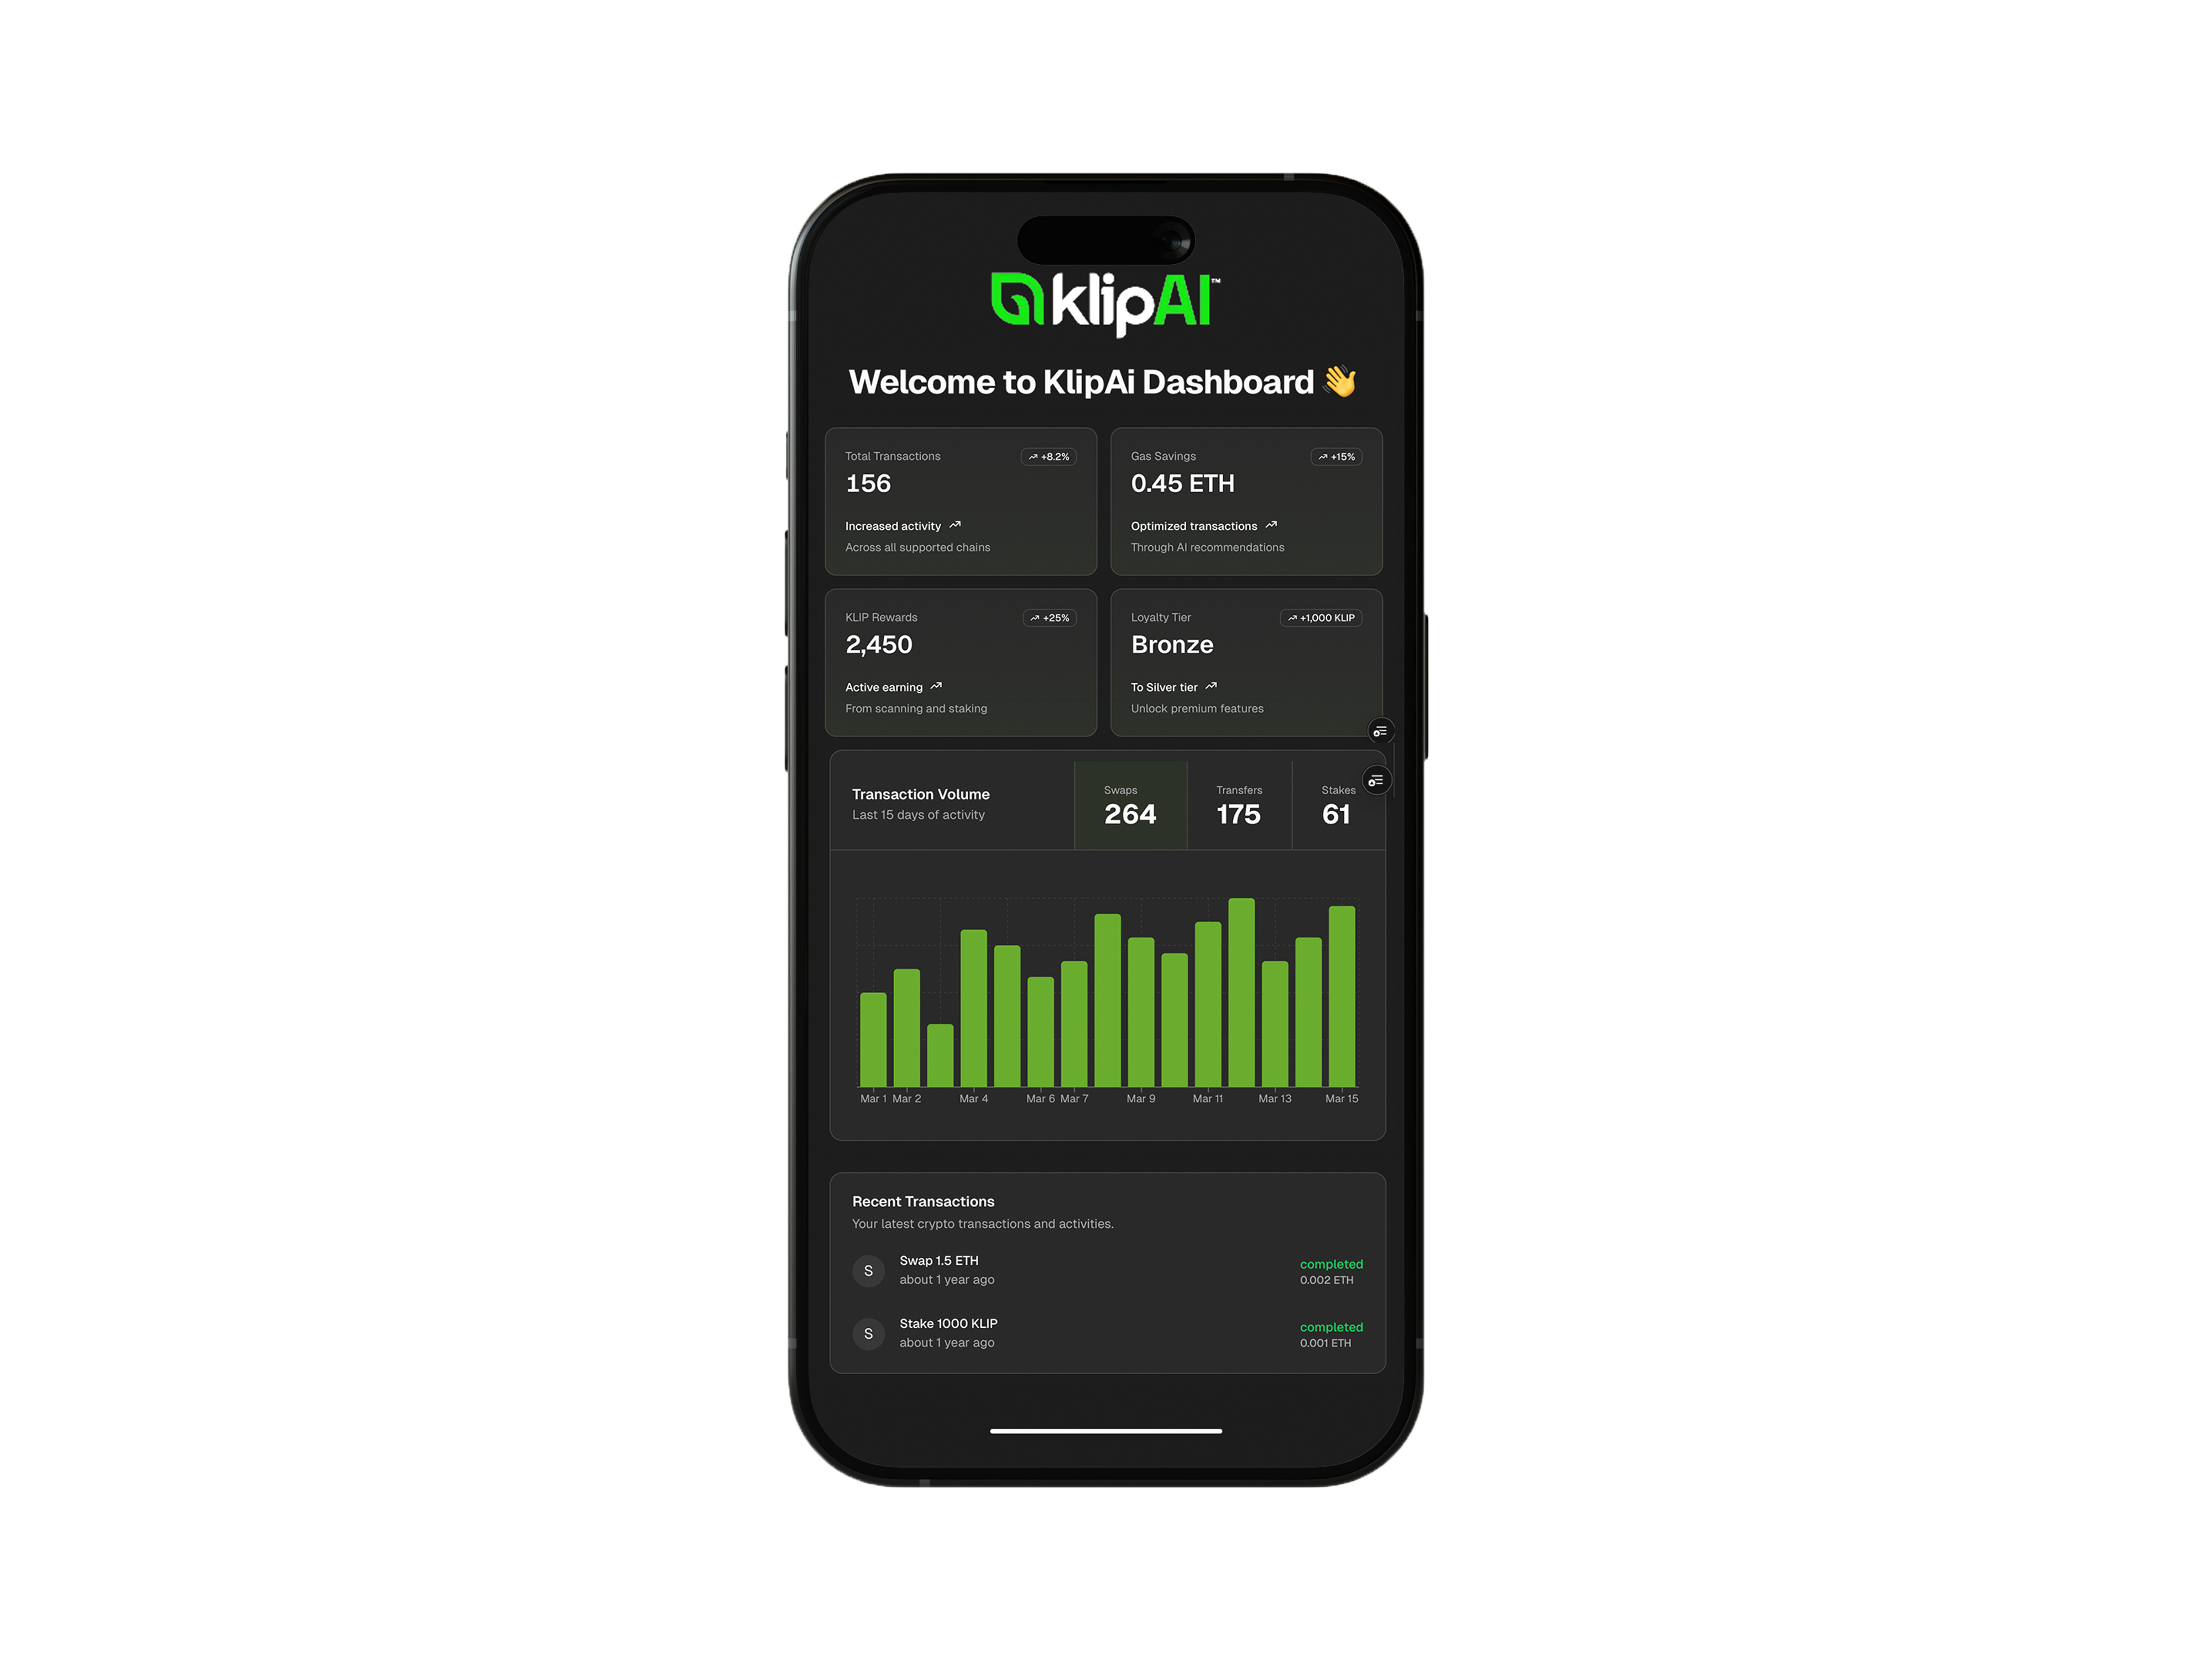 klipAI™
Welcome to KlipAi Dashboard 👋
Total Transactions
+8.2%
156
Increased activity
Across all supported chains
Gas Savings
+15%
0.45 ETH
Optimized transactions
Through AI recommendations
KLIP Rewards
+25%
2,450
Active earning
From scanning and staking
Loyalty Tier
+1,000 KLIP
Bronze
To Silver tier
Unlock premium features
Transaction Volume
Last 15 days of activity
Swaps
264
Transfers
175
Stakes
61
Mar 1 Mar 2 Mar 4 Mar 6 Mar 7 Mar 9 Mar 11 Mar 13 Mar 15
Recent Transactions
Your latest crypto transactions and activities.
S
Swap 1.5 ETH
about 1 year ago
completed
0.002 ETH
S
Stake 1000 KLIP
about 1 year ago
completed
0.001 ETH